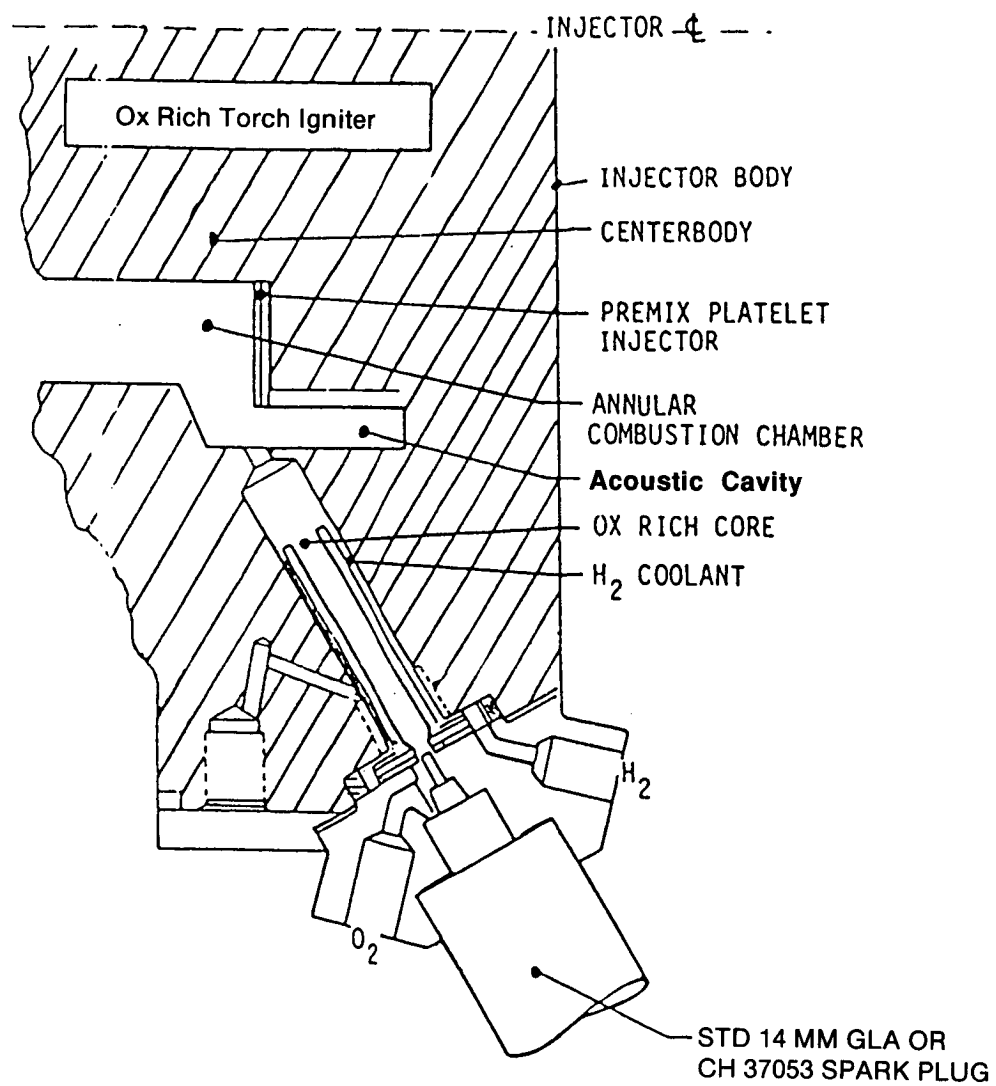 INJECTOR ℄
Ox Rich Torch Igniter
INJECTOR BODY
CENTERBODY
PREMIX PLATELET
INJECTOR
ANNULAR
COMBUSTION CHAMBER
Acoustic Cavity
OX RICH CORE
H2 COOLANT
H2
O2
STD 14 MM GLA OR
CH 37053 SPARK PLUG